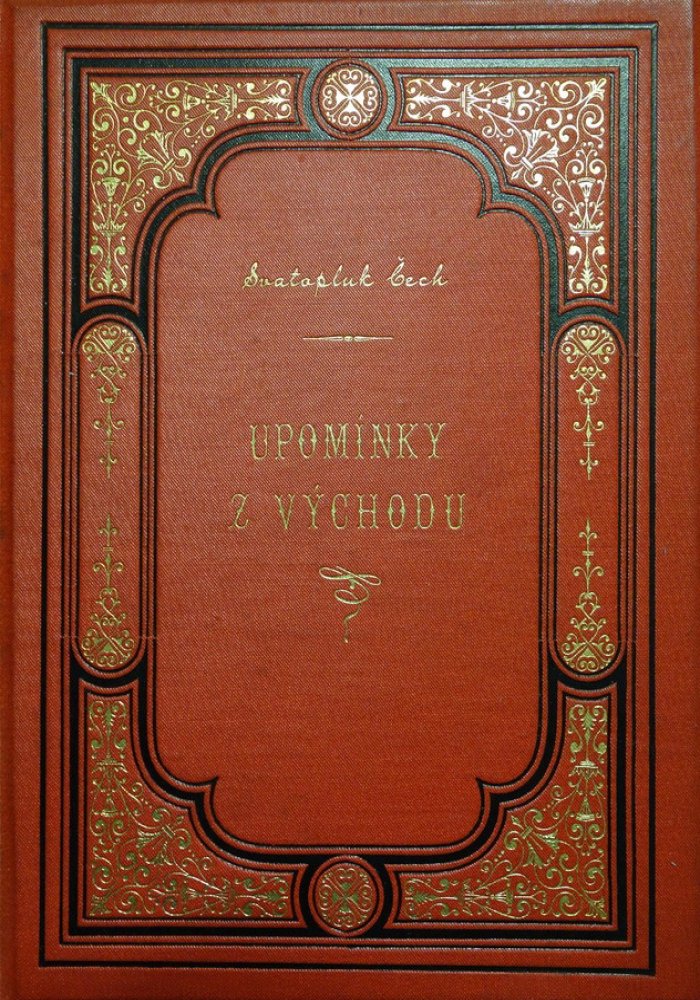 Svatopluk Čech
UPOMÍNKY
Z VÝCHODU